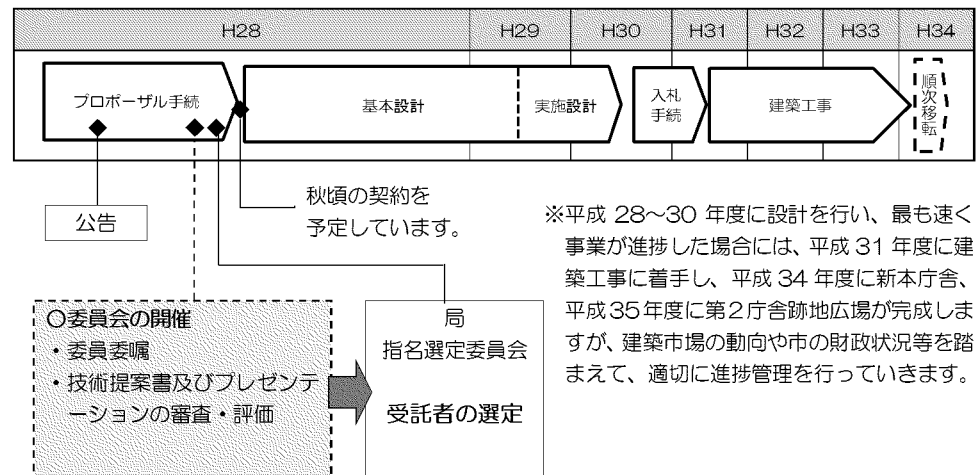 H28 H29 H30 H31 H32 H33 H34
プロポーザル手続
基本設計
実施設計
入札
手続
建築工事
順次移転
公告
秋頃の契約を
予定しています。
※平成 28～30 年度に設計を行い、最も速く
事業が進捗した場合には、平成 31 年度に建
築工事に着手し、平成 34 年度に新本庁舎、
平成 35 年度に第2庁舎跡地広場が完成しま
すが、建築市場の動向や市の財政状況等を踏
まえて、適切に進捗管理を行っていきます。
○委員会の開催
・委員委嘱
・技術提案書及びプレゼンテ
ーションの審査・評価
局
指名選定委員会
受託者の選定